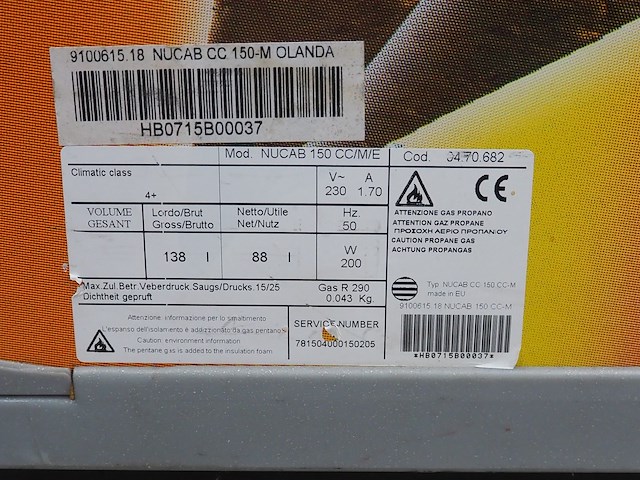 9100615.18 NUCAB CC 150-M OLANDA
HB0715B00037
Mod. NUCAB 150 CC/M/E
Cod. 04.70.682
Climatic class
4+
V~ A
230 1.70
VOLUME
GESANT
Lordo/Brut
Gross/Brutto
Netto/Utile
Net/Nutz
Hz.
50
138 l
88 l
W
200
Max.Zul.Betr.Veberdruck.Saugs/Drucks.15/25
Dichtheit gepruft
Gas R 290
0.043 Kg.
Attenzione: informazione per lo smaltimento
L'espanso dell'isolamento è addizzionato da gas pentano
Caution: environment information
The pentane gas is added to the insulation foam.
SERVICE NUMBER
781504000150205
CE
ATTENZIONE GAS PROPANO
ATTENTION GAZ PROPANE
ΠΡΟΣΟΧΗ ΑΕΡΙΟ ΠΡΟΠΑΝΙΟΥ
CAUTION PROPANE GAS
ACHTUNG PROPANGAS
Typ. NUCAB CC 150.CC-M
made in EU
9100615.18 NUCAB 150 CC-M
*HB0715B00037*